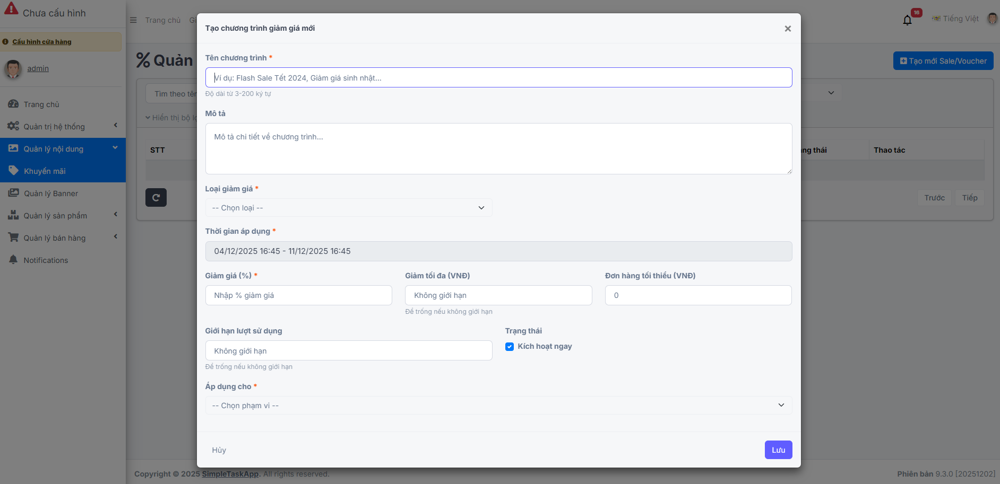 Chưa cấu hình
Cấu hình cửa hàng
admin
Trang chủ
Quản trị hệ thống
Quản lý nội dung
Khuyến mãi
Quản lý Banner
Quản lý sản phẩm
Quản lý bán hàng
Notifications
Trang chủ
16
Tiếng Việt
% Quản
Tạo mới Sale/Voucher
Tìm theo tên
Hiển thị bộ
STT
Thao tác
Trước
Tiếp
Tạo chương trình giảm giá mới
×
Tên chương trình *
Ví dụ: Flash Sale Tết 2024, Giảm giá sinh nhật...
Độ dài từ 3-200 ký tự
Mô tả
Mô tả chi tiết về chương trình...
Loại giảm giá *
-- Chọn loại --
Thời gian áp dụng *
04/12/2025 16:45 - 11/12/2025 16:45
Giảm giá (%) *
Giảm tối đa (VNĐ)
Đơn hàng tối thiểu (VNĐ)
Nhập % giảm giá
Không giới hạn
0
Để trống nếu không giới hạn
Giới hạn lượt sử dụng
Trạng thái
Không giới hạn
Kích hoạt ngay
Để trống nếu không giới hạn
Áp dụng cho *
-- Chọn phạm vi --
Hủy
Lưu
Copyright © 2025 SimpleTaskApp. All rights reserved.
Phiên bản 9.3.0 [20251202]